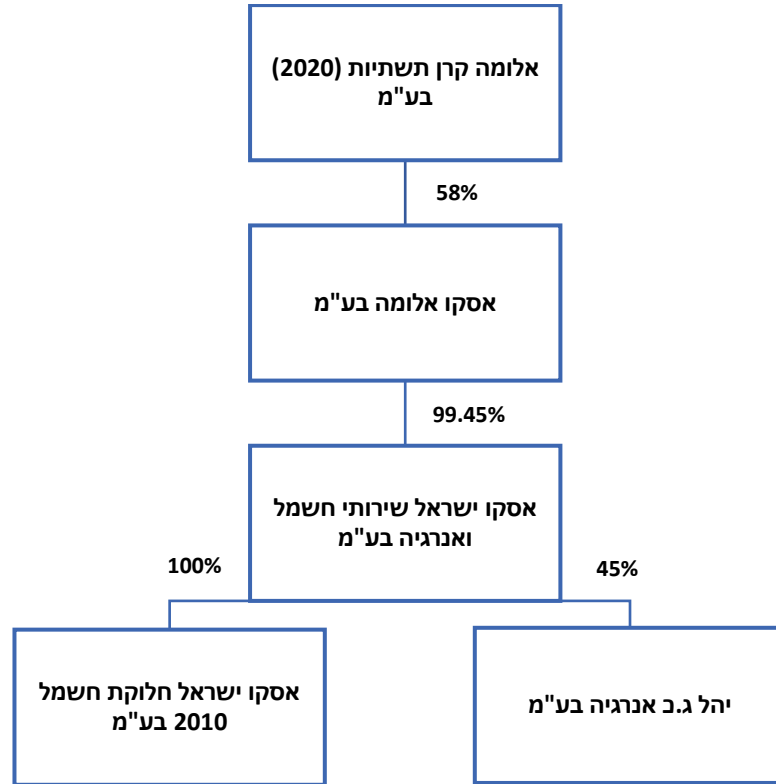 אלומה קרן תשתיות (2020)
בע"מ
58%
אסקו אלומה בע"מ
99.45%
אסקו ישראל שירותי חשמל
ואנרגיה בע"מ
45%
100%
יהל ג.כ אנרגיה בע"מ
אסקו ישראל חלוקת חשמל
2010 בע"מ